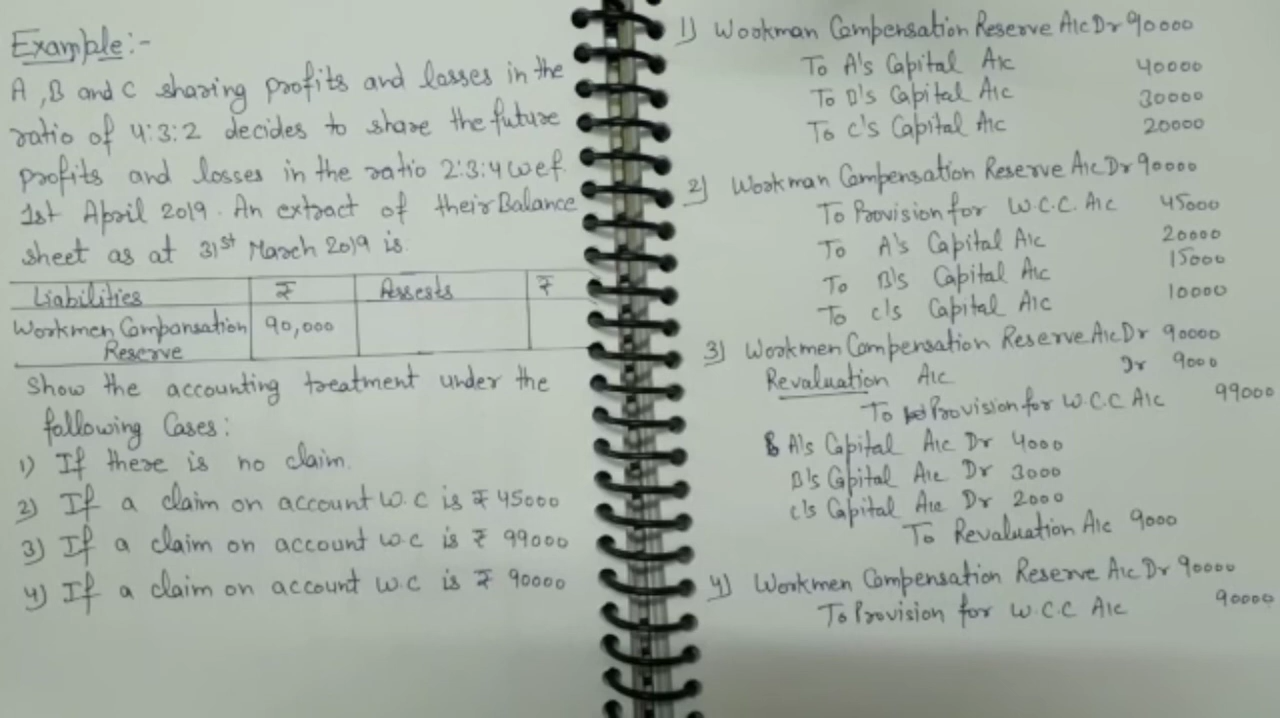 Example:-
A, B and C sharing profits and losses in the
ratio of 4:3:2 decides to share the future
profits and losses in the ratio 2:3:4 wef.
1st April 2019. An extract of their Balance
sheet as at 31st March 2019 is.
Liabilities ₹ Assests ₹
Workmen Compansation 90,000
Reserve
Show the accounting treatment under the
following Cases:
1) If there is no claim.
2) If a claim on account W.C is ₹ 45000
3) If a claim on account w.c is ₹ 99000
4) If a claim on account w.c is ₹ 90000
1) Workman Compensation Reserve A/c Dr 90000
To A's Capital A/c 40000
To B's Capital A/c 30000
To C's Capital A/c 20000
2) Workman Compensation Reserve A/c Dr 90000
To Provision for W.C.C. A/c 45000
To A's Capital A/c 20000
To B's Capital A/c 15000
To C's Capital A/c 10000
3) Workmen Compensation Reserve A/c Dr 90000
Revaluation A/c Dr 9000
To Provision for W.C.C A/c 99000
A's Capital A/c Dr 4000
B's Capital A/c Dr 3000
C's Capital A/c Dr 2000
To Revaluation A/c 9000
4) Workmen Compensation Reserve A/c Dr 90000
To Provision for W.C.C A/c 90000